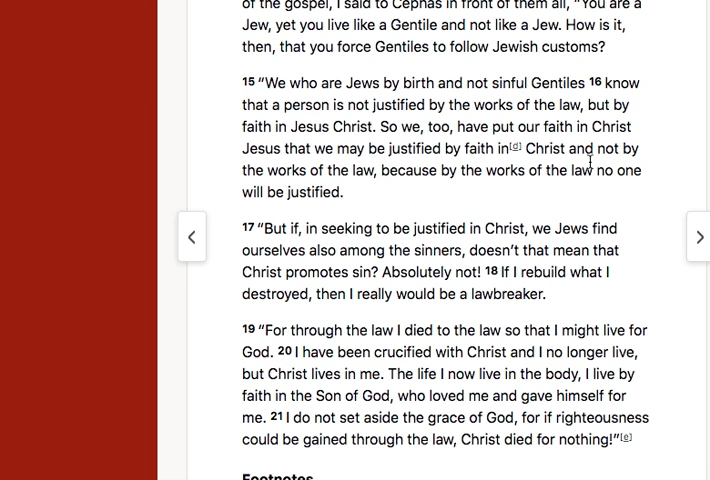 of the gospel, I said to Cephas in front of them all, “You are a
Jew, yet you live like a Gentile and not like a Jew. How is it,
then, that you force Gentiles to follow Jewish customs?
15 “We who are Jews by birth and not sinful Gentiles 16 know
that a person is not justified by the works of the law, but by
faith in Jesus Christ. So we, too, have put our faith in Christ
Jesus that we may be justified by faith in[d] Christ and not by
the works of the law, because by the works of the law no one
will be justified.
17 “But if, in seeking to be justified in Christ, we Jews find
ourselves also among the sinners, doesn’t that mean that
Christ promotes sin? Absolutely not! 18 If I rebuild what I
destroyed, then I really would be a lawbreaker.
19 “For through the law I died to the law so that I might live for
God. 20 I have been crucified with Christ and I no longer live,
but Christ lives in me. The life I now live in the body, I live by
faith in the Son of God, who loved me and gave himself for
me. 21 I do not set aside the grace of God, for if righteousness
could be gained through the law, Christ died for nothing!”[e]
Footnotes